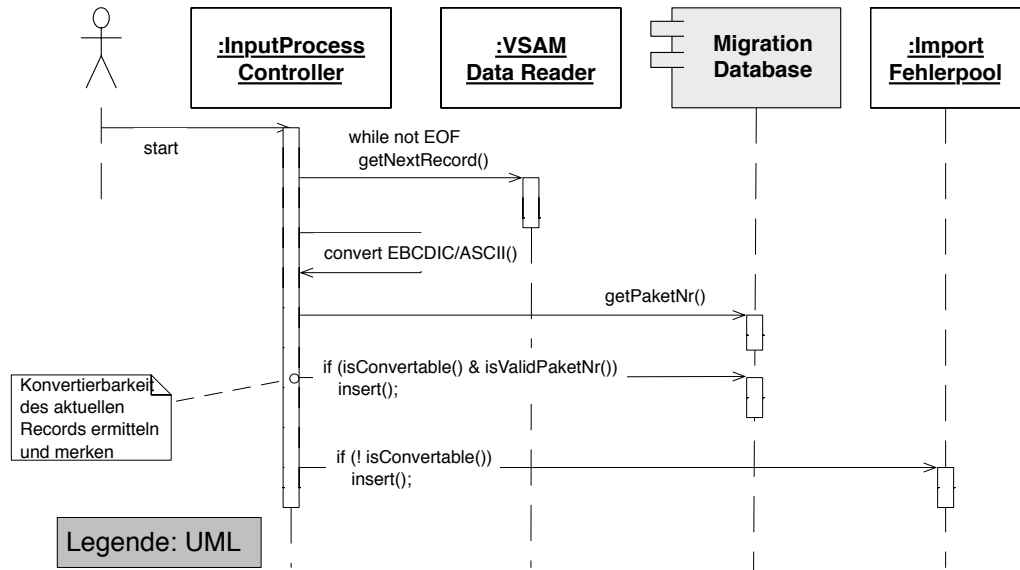 :InputProcess
Controller
:VSAM
Data Reader
Migration
Database
:Import
Fehlerpool
start
while not EOF
getNextRecord()
convert EBCDIC/ASCII()
getPaketNr()
if (isConvertable() & isValidPaketNr())
insert();
Konvertierbarkeit
des aktuellen
Records ermitteln
und merken
if (! isConvertable())
insert();
Legende: UML